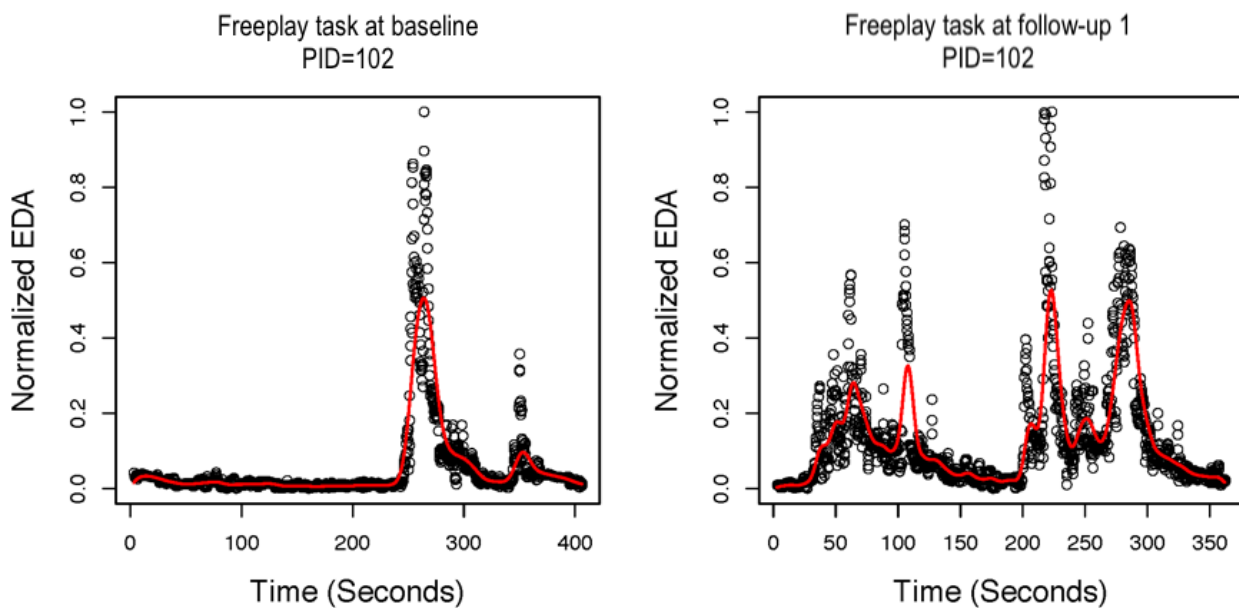 Freeplay task at baseline
PID=102
Normalized EDA
1.0
0.8
0.6
0.4
0.2
0.0
0 100 200 300 400
Time (Seconds)
Freeplay task at follow-up 1
PID=102
Normalized EDA
1.0
0.8
0.6
0.4
0.2
0.0
0 50 100 150 200 250 300 350
Time (Seconds)